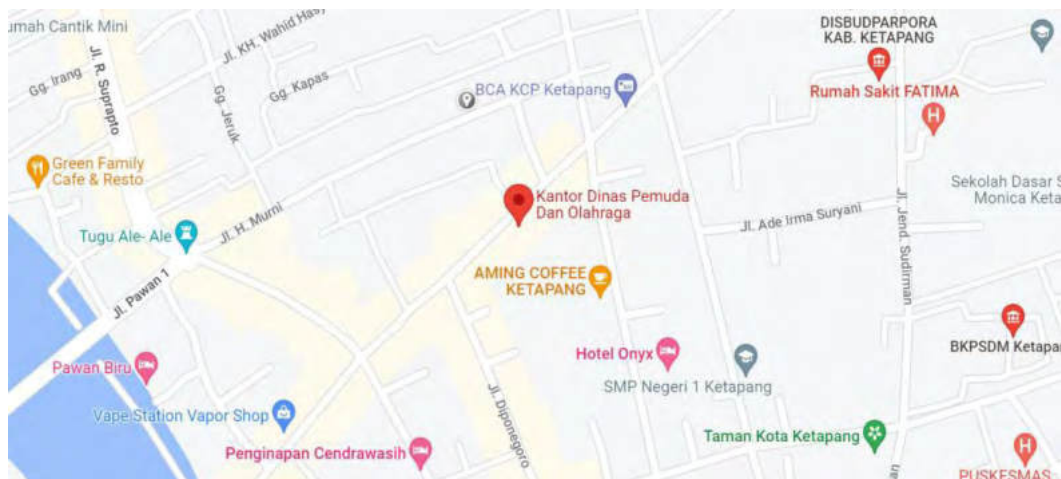 umah Cantik Mini
Jl. KH. Wahid Hasy
DISBUDPARPORA
KAB. KETAPANG
Gg. Irang
Jl. R. Suprapto
Gg. Jeruk
Gg. Kapas
BCA KCP Ketapang
Rumah Sakit FATIMA
Green Family
Cafe & Resto
Jl. H. Murni
Kantor Dinas Pemuda
Dan Olahraga
Sekolah Dasar S
Monica Keta
Jl. Ade Irma Suryani
Jl. Jend. Sudirman
Tugu Ale- Ale
Jl. Pawan 1
AMING COFFEE
KETAPANG
BKPSDM Ketapan
Hotel Onyx
SMP Negeri 1 Ketapang
Pawan Biru
Jl. Diponegoro
Vape Station Vapor Shop
Taman Kota Ketapang
Penginapan Cendrawasih
PUSKESMAS
an